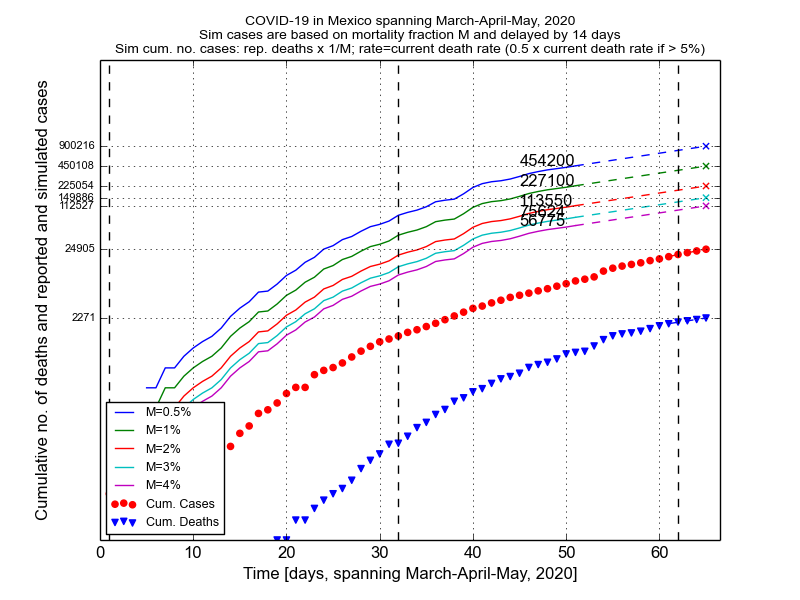 COVID-19 in Mexico spanning March-April-May, 2020
Sim cases are based on mortality fraction M and delayed by 14 days
Sim cum. no. cases: rep. deaths x 1/M; rate=current death rate (0.5 x current death rate if > 5%)
Cumulative no. of deaths and reported and simulated cases
900216
450108
225054
149886
112527
24905
2271
454200
227100
113550
75624
56775
M=0.5%
M=1%
M=2%
M=3%
M=4%
Cum. Cases
Cum. Deaths
0 10 20 30 40 50 60
Time [days, spanning March-April-May, 2020]